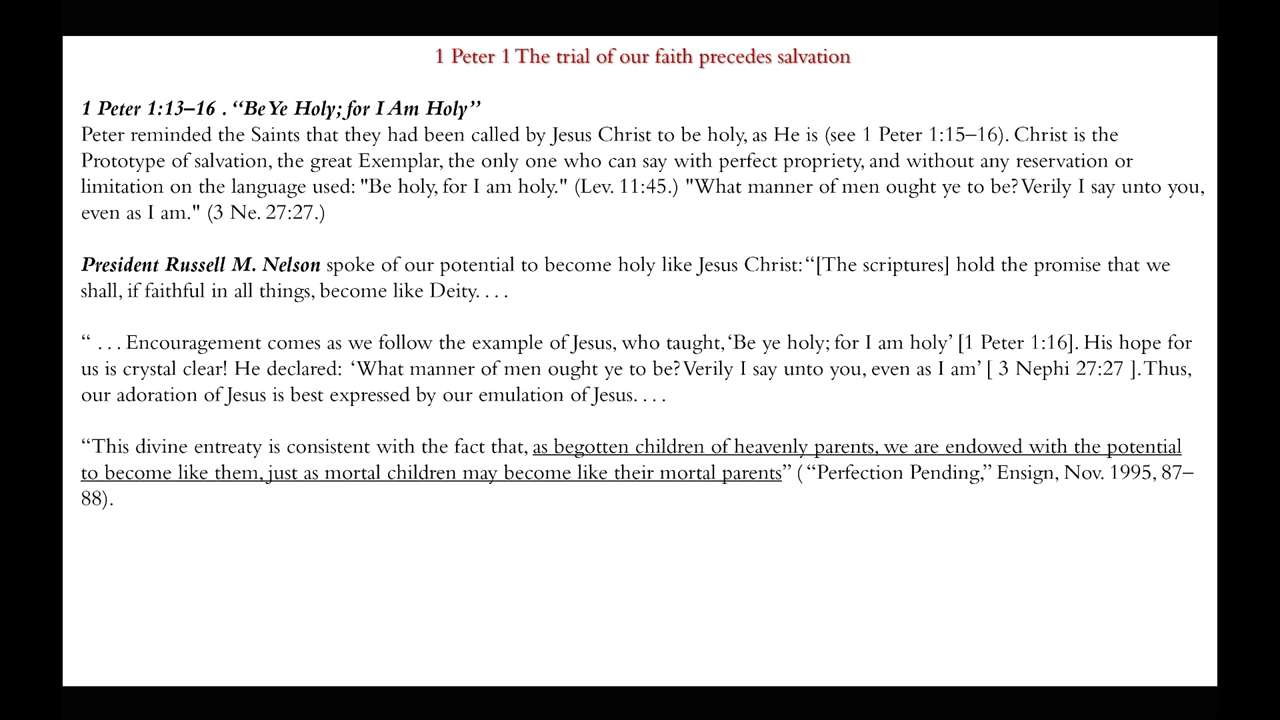 1 Peter 1 The trial of our faith precedes salvation
1 Peter 1:13–16 . “Be Ye Holy; for I Am Holy”
Peter reminded the Saints that they had been called by Jesus Christ to be holy, as He is (see 1 Peter 1:15–16). Christ is the
Prototype of salvation, the great Exemplar, the only one who can say with perfect propriety, and without any reservation or
limitation on the language used: "Be holy, for I am holy." (Lev. 11:45.) "What manner of men ought ye to be? Verily I say unto you,
even as I am." (3 Ne. 27:27.)
President Russell M. Nelson spoke of our potential to become holy like Jesus Christ: “[The scriptures] hold the promise that we
shall, if faithful in all things, become like Deity. . . .
“ . . . Encouragement comes as we follow the example of Jesus, who taught, ‘Be ye holy; for I am holy’ [1 Peter 1:16]. His hope for
us is crystal clear! He declared: ‘What manner of men ought ye to be? Verily I say unto you, even as I am’ [ 3 Nephi 27:27 ]. Thus,
our adoration of Jesus is best expressed by our emulation of Jesus. . . .
“This divine entreaty is consistent with the fact that, as begotten children of heavenly parents, we are endowed with the potential
to become like them, just as mortal children may become like their mortal parents” ( “Perfection Pending,” Ensign, Nov. 1995, 87–
88).